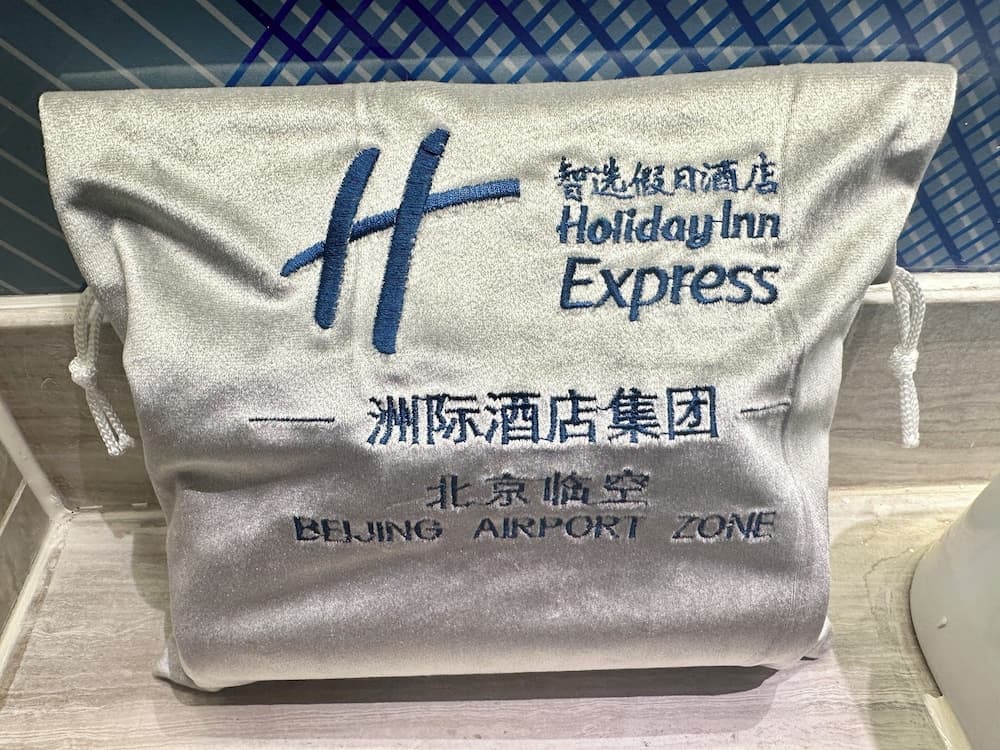 智选假日酒店
Holiday Inn
Express
洲际酒店集团
北京临空
BEIJING AIRPORT ZONE